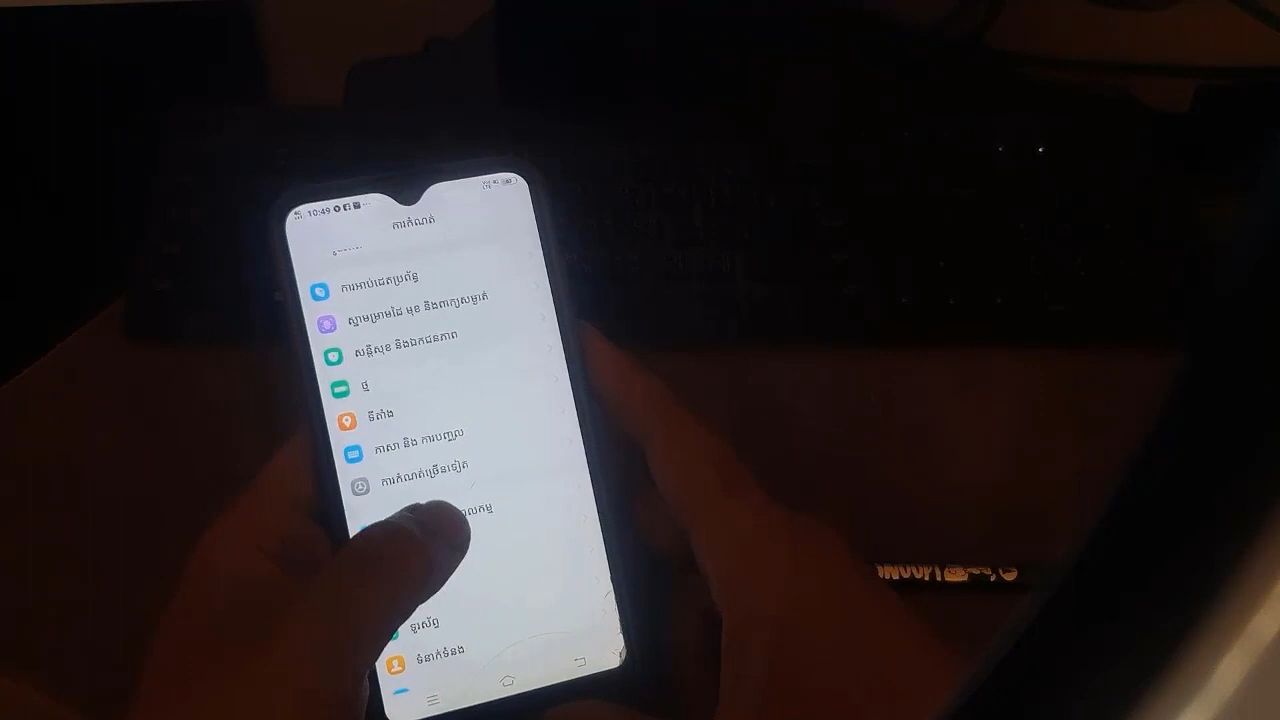 10:49
ការកំណត់
ការអាប់ដេតប្រព័ន្ធ
ស្នាមម្រាមដៃ មុខ និងពាក្យសម្ងាត់
សន្តិសុខ និងឯកជនភាព
ថ្ម
ទីតាំង
ភាសា និង ការបញ្ចូល
ការកំណត់ច្រើនទៀត
ទូរស័ព្ទ
ទំនាក់ទំនង